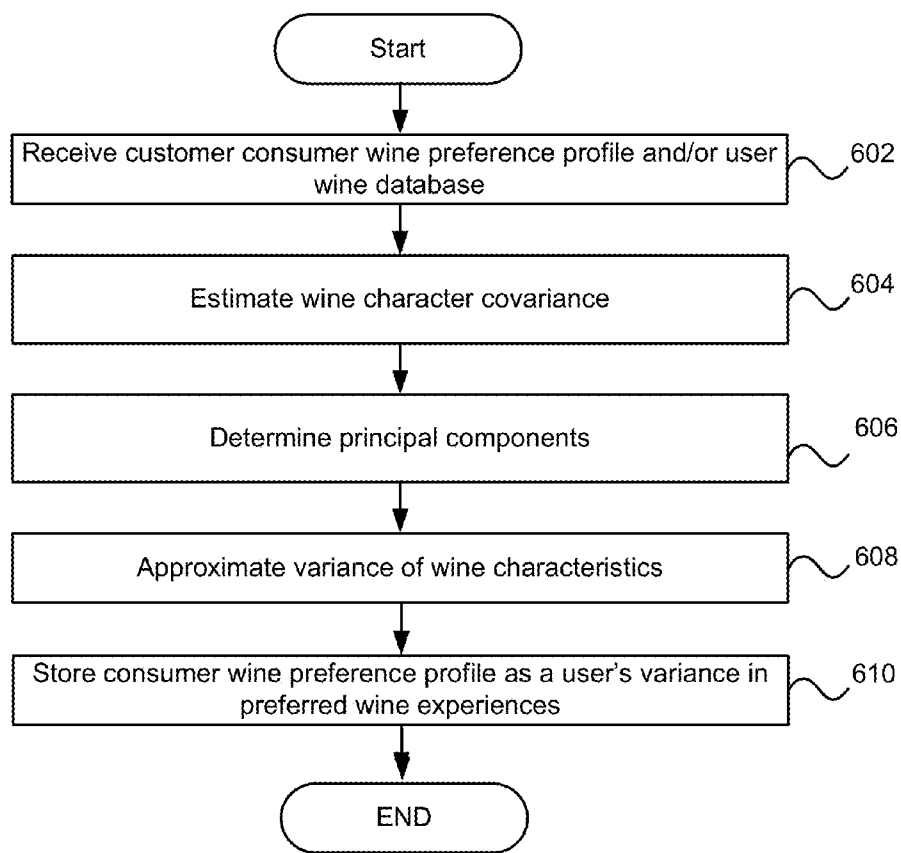 Start
Receive customer consumer wine preference profile and/or user
wine database
602
Estimate wine character covariance
604
Determine principal components
606
Approximate variance of wine characteristics
608
Store consumer wine preference profile as a user's variance in
preferred wine experiences
610
END